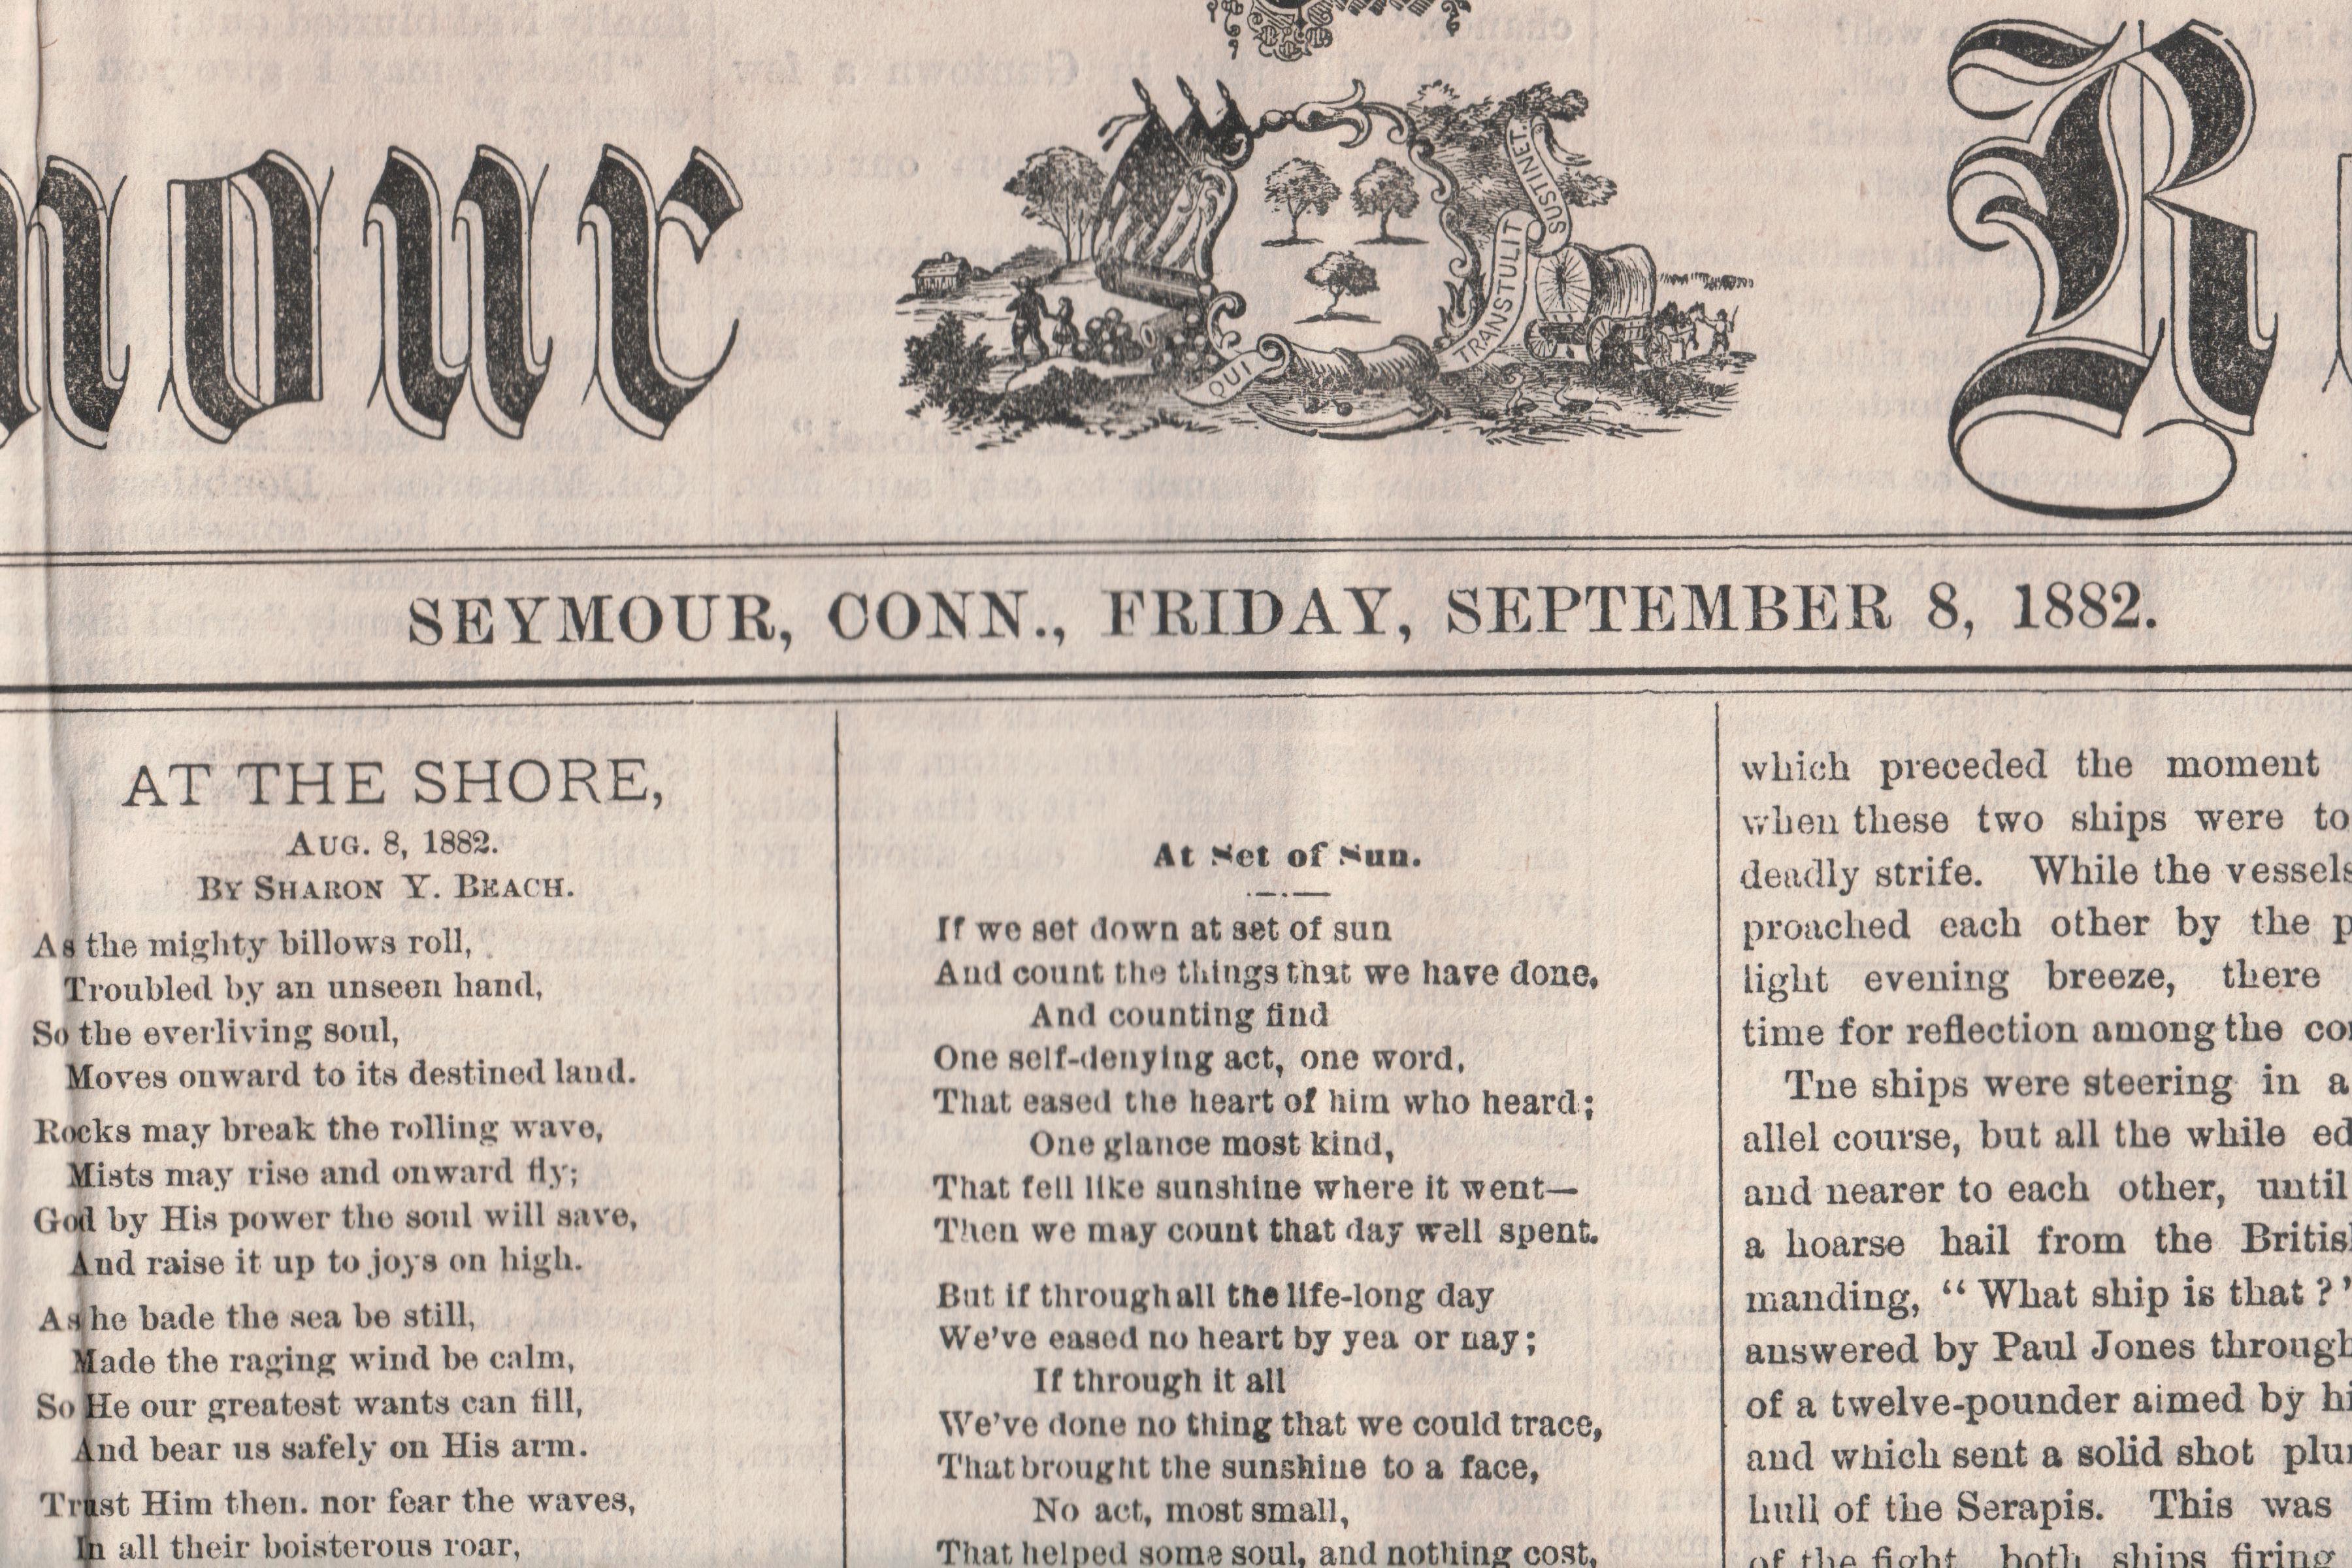 mour R
QUI TRANSTULIT SUSTINET.
SEYMOUR, CONN., FRIDAY, SEPTEMBER 8, 1882.
AT THE SHORE,
AUG. 8, 1882.
BY SHARON Y. BEACH.
As the mighty billows roll,
Troubled by an unseen hand,
So the everliving soul,
Moves onward to its destined land.
Rocks may break the rolling wave,
Mists may rise and onward fly;
God by His power the soul will save,
And raise it up to joys on high.
As he bade the sea be still,
Made the raging wind be calm,
So He our greatest wants can fill,
And bear us safely on His arm.
Trust Him then. nor fear the waves,
In all their boisterous roar,
At Set of Sun.
If we set down at set of sun
And count the things that we have done,
And counting find
One self-denying act, one word,
That eased the heart of him who heard;
One glance most kind,
That fell like sunshine where it went—
Then we may count that day well spent.
But if through all the life-long day
We've eased no heart by yea or nay;
If through it all
We've done no thing that we could trace,
That brought the sunshine to a face,
No act, most small,
That helped some soul, and nothing cost,
which preceded the moment
when these two ships were to
deadly strife. While the vessels
proached each other by the p
light evening breeze, there
time for reflection among the co
Tne ships were steering in a
allel course, but all the while ed
and nearer to each other, until
a hoarse hail from the Britis
manding, “ What ship is that ?”
answered by Paul Jones through
of a twelve-pounder aimed by hi
and which sent a solid shot plu
hull of the Serapis. This was
of the fight, both ships firing